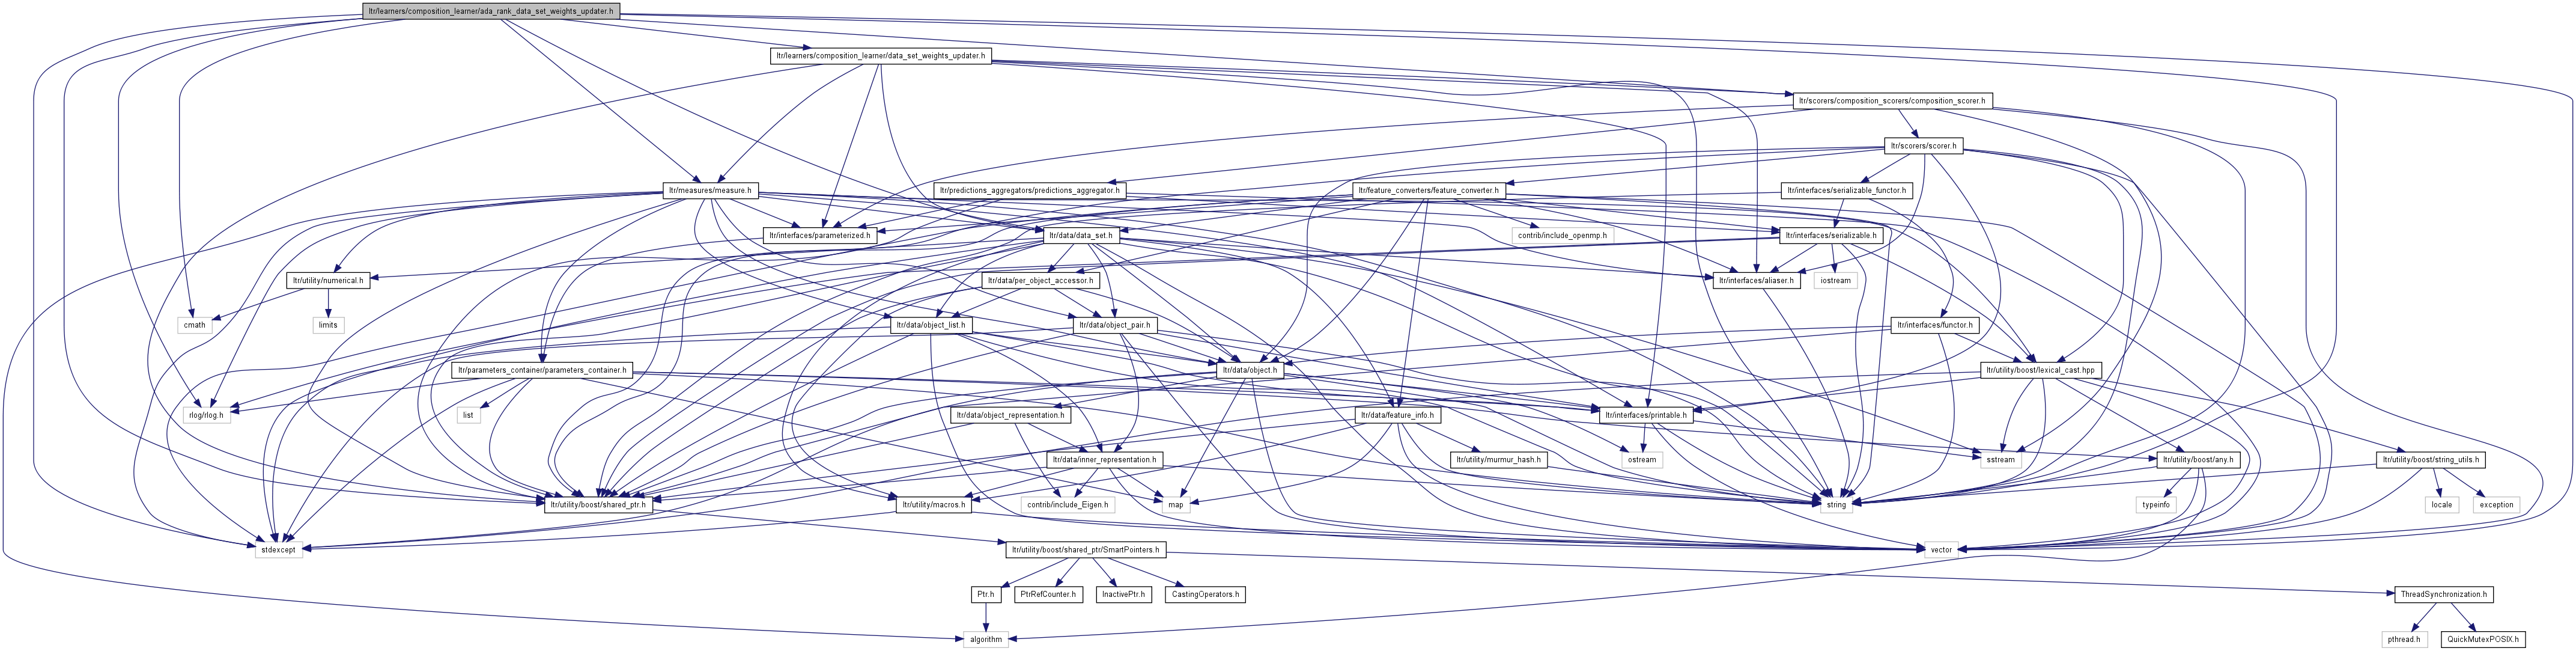 ltr/learners/composition_learner/ada_rank_data_set_weights_updater.h
ltr/learners/composition_learner/data_set_weights_updater.h
ltr/scorers/composition_scorers/composition_scorer.h
ltr/scorers/scorer.h
ltr/measures/measure.h
ltr/predictions_aggregators/predictions_aggregator.h
ltr/feature_converters/feature_converter.h
ltr/interfaces/serializable_functor.h
ltr/interfaces/parameterized.h
ltr/data/data_set.h
contrib/include_openmp.h
ltr/interfaces/serializable.h
ltr/utility/numerical.h
ltr/data/per_object_accessor.h
ltr/interfaces/aliaser.h
iostream
cmath
limits
ltr/data/object_list.h
ltr/data/object_pair.h
ltr/interfaces/functor.h
ltr/parameters_container/parameters_container.h
ltr/data/object.h
ltr/utility/boost/lexical_cast.hpp
rlog/rlog.h
list
ltr/data/object_representation.h
ltr/data/feature_info.h
ltr/interfaces/printable.h
ltr/data/inner_representation.h
ltr/utility/murmur_hash.h
ostream
sstream
ltr/utility/boost/any.h
ltr/utility/boost/string_utils.h
ltr/utility/boost/shared_ptr.h
ltr/utility/macros.h
contrib/include_Eigen.h
map
string
typeinfo
locale
exception
stdexcept
ltr/utility/boost/shared_ptr/SmartPointers.h
vector
Ptr.h
PtrRefCounter.h
InactivePtr.h
CastingOperators.h
ThreadSynchronization.h
algorithm
pthread.h
QuickMutexPOSIX.h